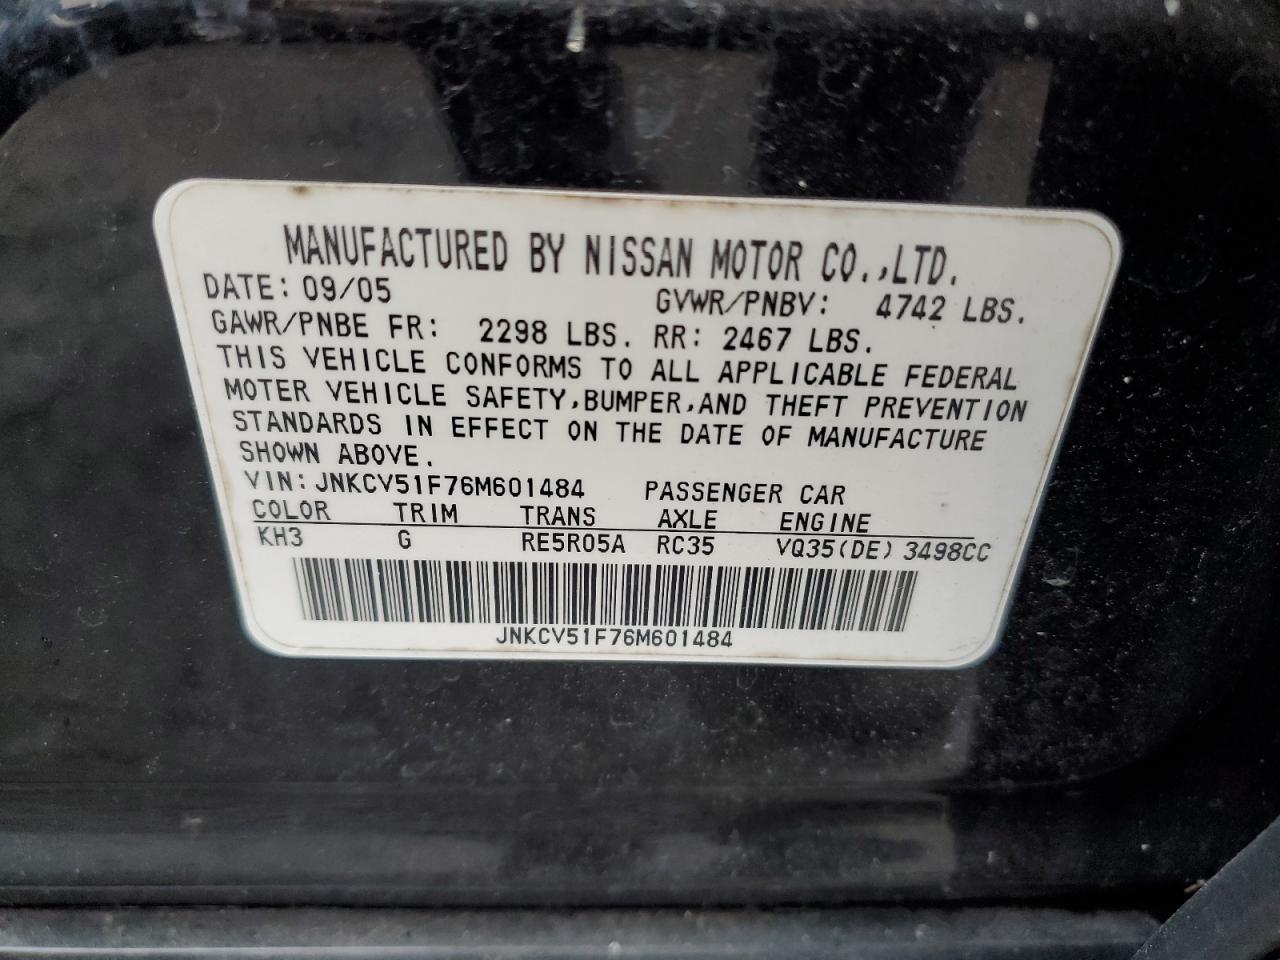 MANUFACTURED BY NISSAN MOTOR CO.,LTD.
DATE: 09/05 GVWR/PNBV: 4742 LBS.
GAWR/PNBE FR: 2298 LBS. RR: 2467 LBS.
THIS VEHICLE CONFORMS TO ALL APPLICABLE FEDERAL
MOTER VEHICLE SAFETY,BUMPER,AND THEFT PREVENTION
STANDARDS IN EFFECT ON THE DATE OF MANUFACTURE
SHOWN ABOVE.
VIN: JNKCV51F76M601484 PASSENGER CAR
COLOR TRIM TRANS AXLE ENGINE
KH3 G RE5R05A RC35 VQ35(DE) 3498CC
JNKCV51F76M601484